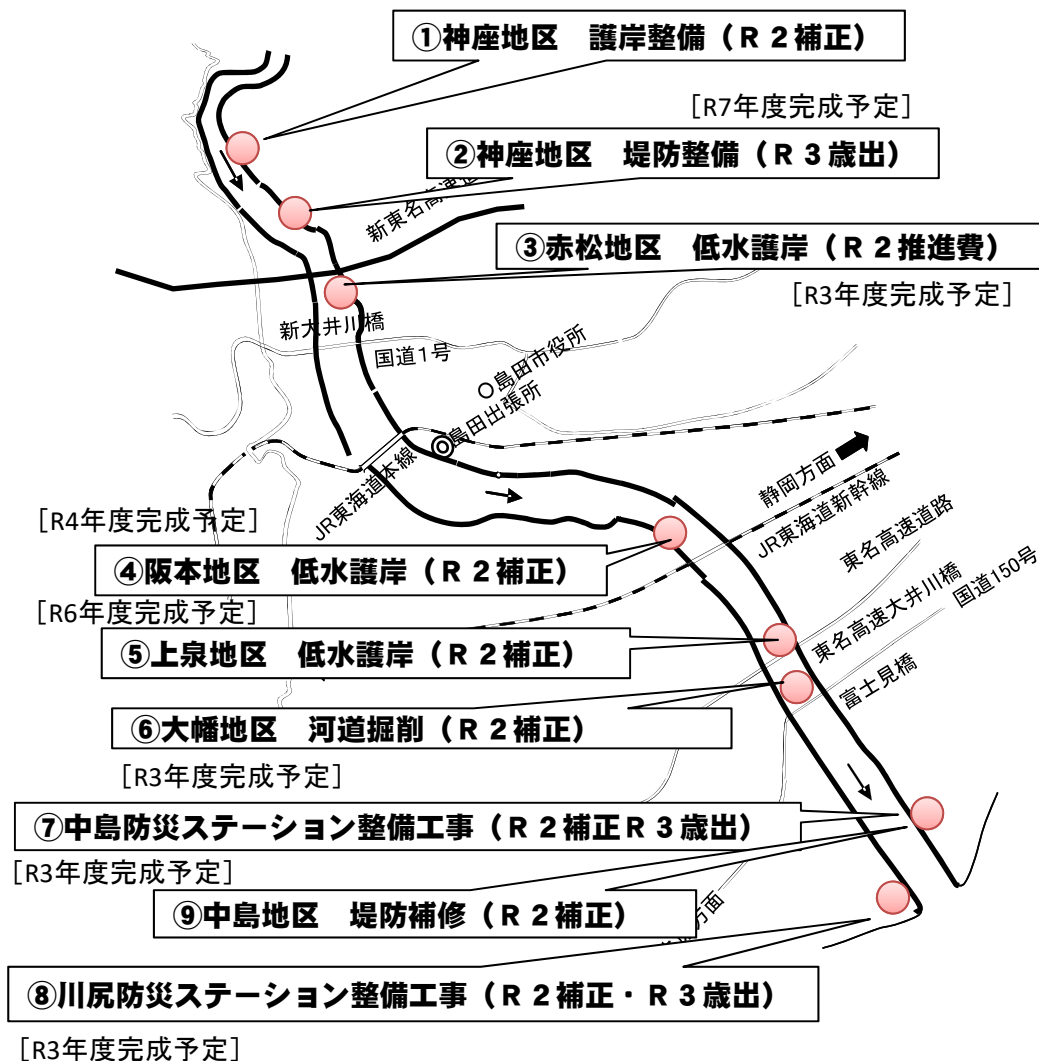 ①神座地区　護岸整備（Ｒ２補正）
［R7年度完成予定］
②神座地区　堤防整備（Ｒ３歳出）
新東名高速道
③赤松地区　低水護岸（Ｒ２推進費）
［R3年度完成予定］
新大井川橋
国道1号
島田市役所
島田出張所
JR東海道本線
静岡方面
JR東海道新幹線
［R4年度完成予定］
④阪本地区　低水護岸（Ｒ２補正）
東名高速道路
［R6年度完成予定］
国道150号
東名高速大井川橋
⑤上泉地区　低水護岸（Ｒ２補正）
富士見橋
⑥大幡地区　河道掘削（Ｒ２補正）
［R3年度完成予定］
⑦中島防災ステーション整備工事（Ｒ２補正Ｒ３歳出）
［R3年度完成予定］
⑨中島地区　堤防補修（Ｒ２補正）
方面
⑧川尻防災ステーション整備工事（Ｒ２補正・Ｒ３歳出）
［R3年度完成予定］